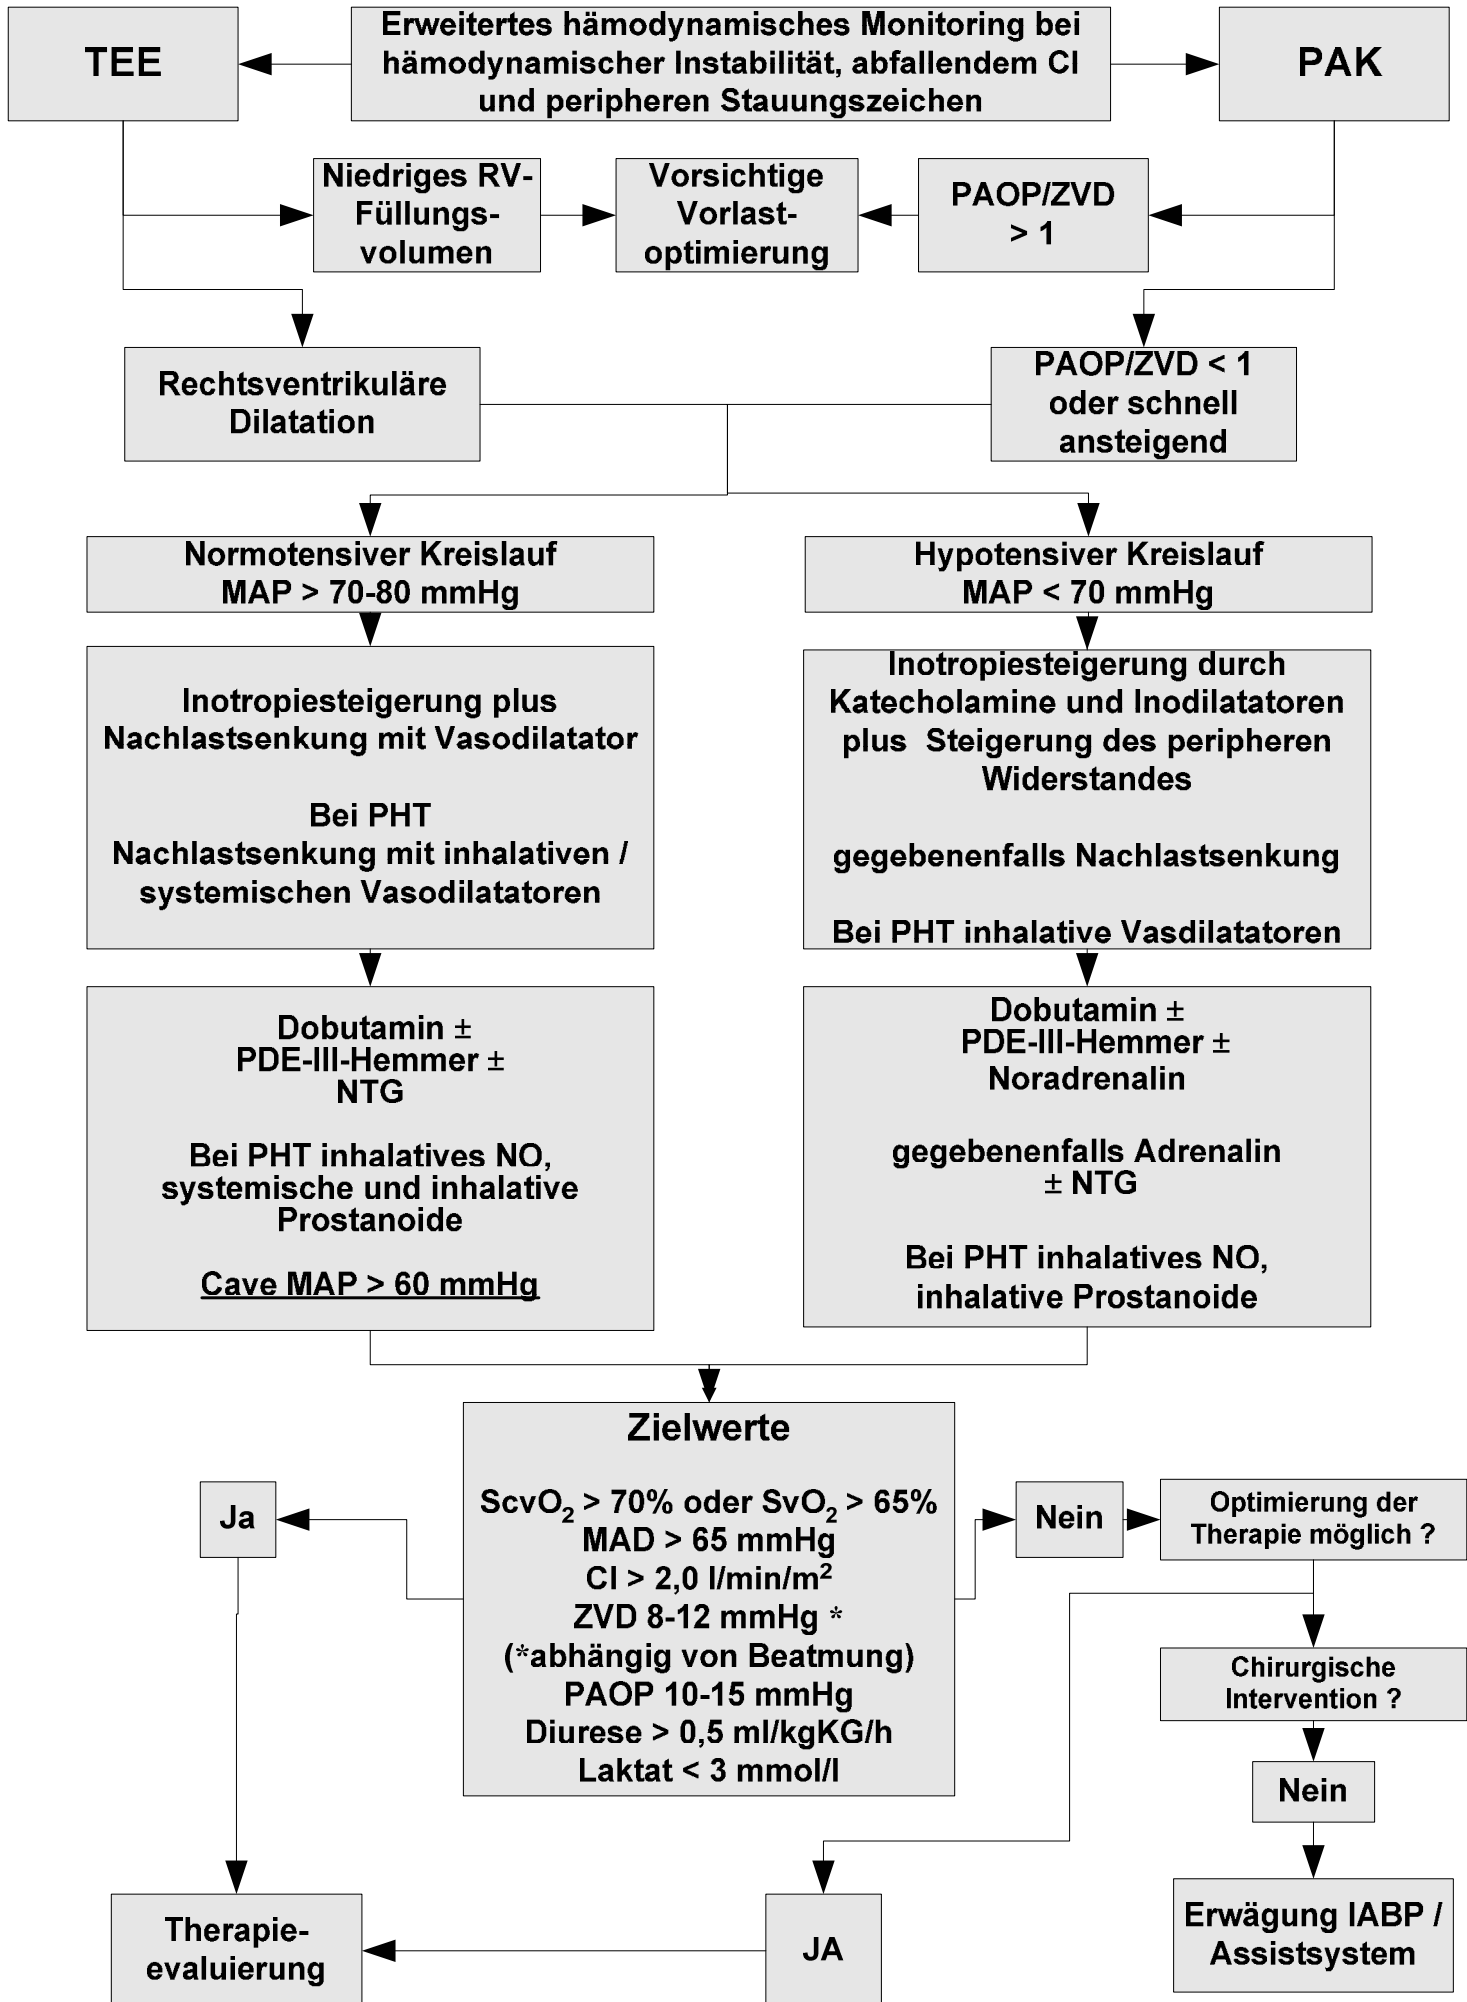 TEE
Erweitertes hämodynamisches Monitoring bei
hämodynamischer Instabilität, abfallendem CI
und peripheren Stauungszeichen
PAK
Niedriges RV-
Füllungs-
volumen
Vorsichtige
Vorlast-
optimierung
PAOP/ZVD
> 1
Rechtsventrikuläre
Dilatation
PAOP/ZVD < 1
oder schnell
ansteigend
Normotensiver Kreislauf
MAP > 70-80 mmHg
Hypotensiver Kreislauf
MAP < 70 mmHg
Inotropiesteigerung plus
Nachlastsenkung mit Vasodilatator
Bei PHT
Nachlastsenkung mit inhalativen /
systemischen Vasodilatatoren
Inotropiesteigerung durch
Katecholamine und Inodilatatoren
plus Steigerung des peripheren
Widerstandes
gegebenenfalls Nachlastsenkung
Bei PHT inhalative Vasdilatatoren
Dobutamin ±
PDE-III-Hemmer ±
NTG
Bei PHT inhalatives NO,
systemische und inhalative
Prostanoide
Cave MAP > 60 mmHg
Dobutamin ±
PDE-III-Hemmer ±
Noradrenalin
gegebenenfalls Adrenalin
± NTG
Bei PHT inhalatives NO,
inhalative Prostanoide
Zielwerte
ScvO₂ > 70% oder SvO₂ > 65%
MAD > 65 mmHg
CI > 2,0 l/min/m²
ZVD 8-12 mmHg *
(*abhängig von Beatmung)
PAOP 10-15 mmHg
Diurese > 0,5 ml/kgKG/h
Laktat < 3 mmol/l
Ja
Nein
Optimierung der
Therapie möglich ?
Chirurgische
Intervention ?
Nein
Erwägung IABP /
Assistsystem
JA
Therapie-
evaluierung